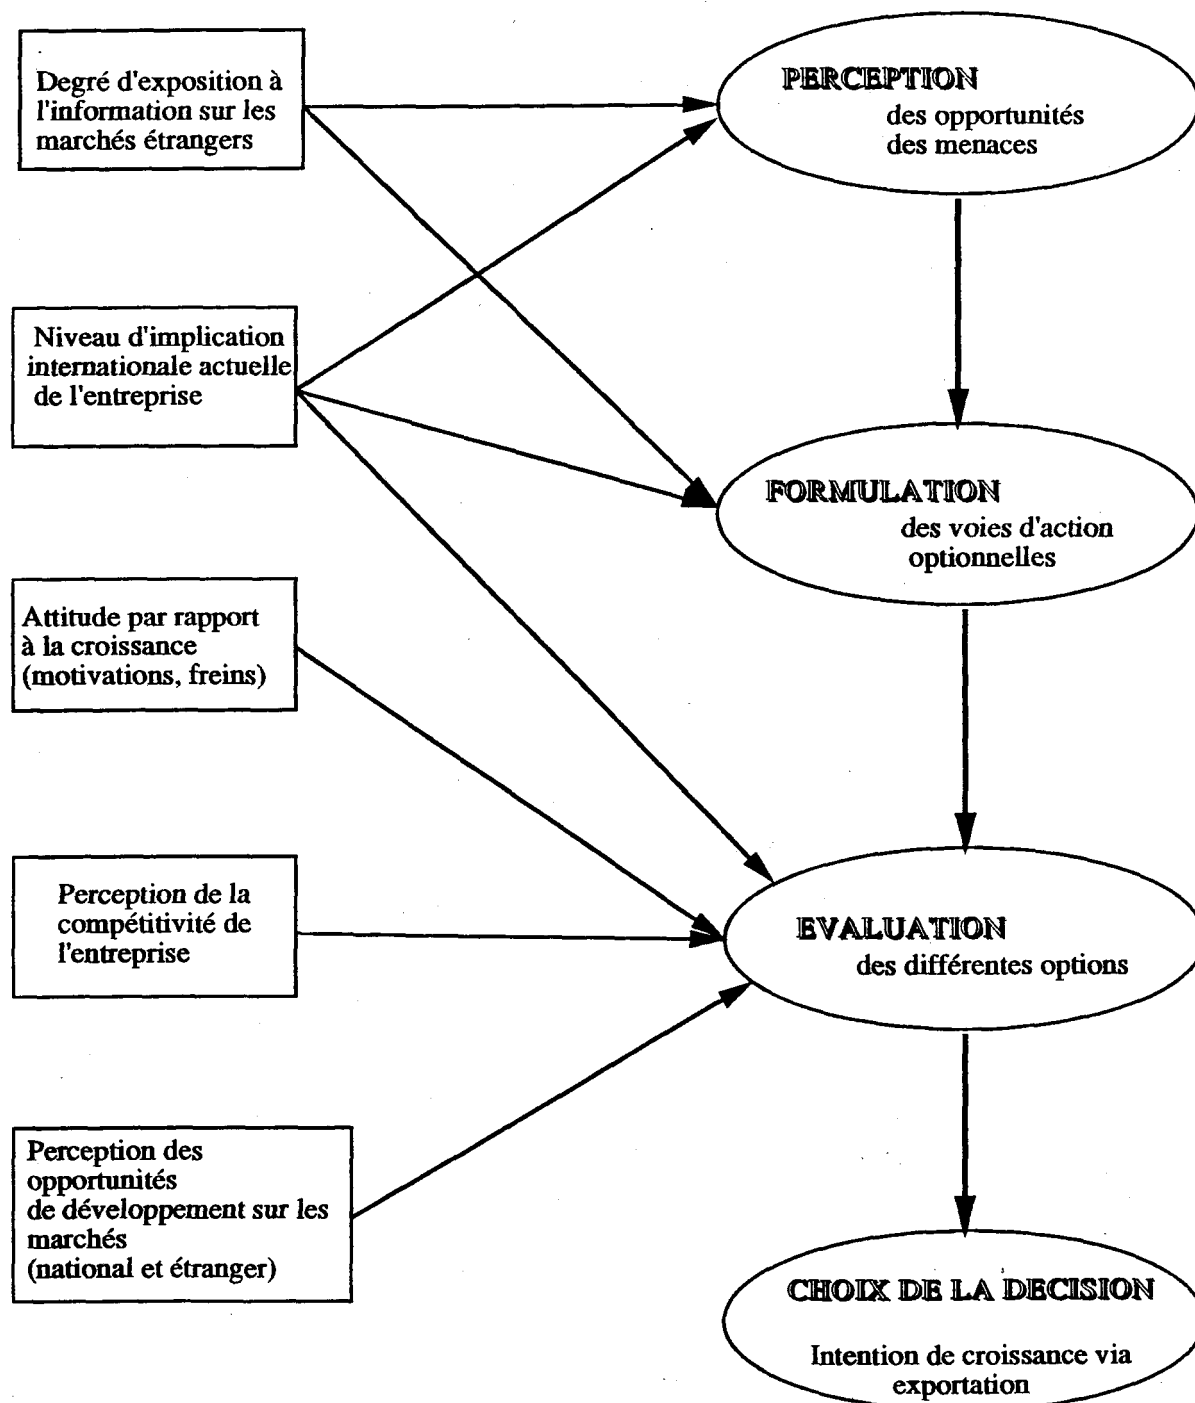 Degré d'exposition à
l'information sur les
marchés étrangers
PERCEPTION
des opportunités
des menaces
Niveau d'implication
internationale actuelle
de l'entreprise
FORMULATION
des voies d'action
optionnelles
Attitude par rapport
à la croissance
(motivations, freins)
Perception de la
compétitivité de
l'entreprise
EVALUATION
des différentes options
Perception des
opportunités
de développement sur les
marchés
(national et étranger)
CHOIX DE LA DECISION
Intention de croissance via
exportation